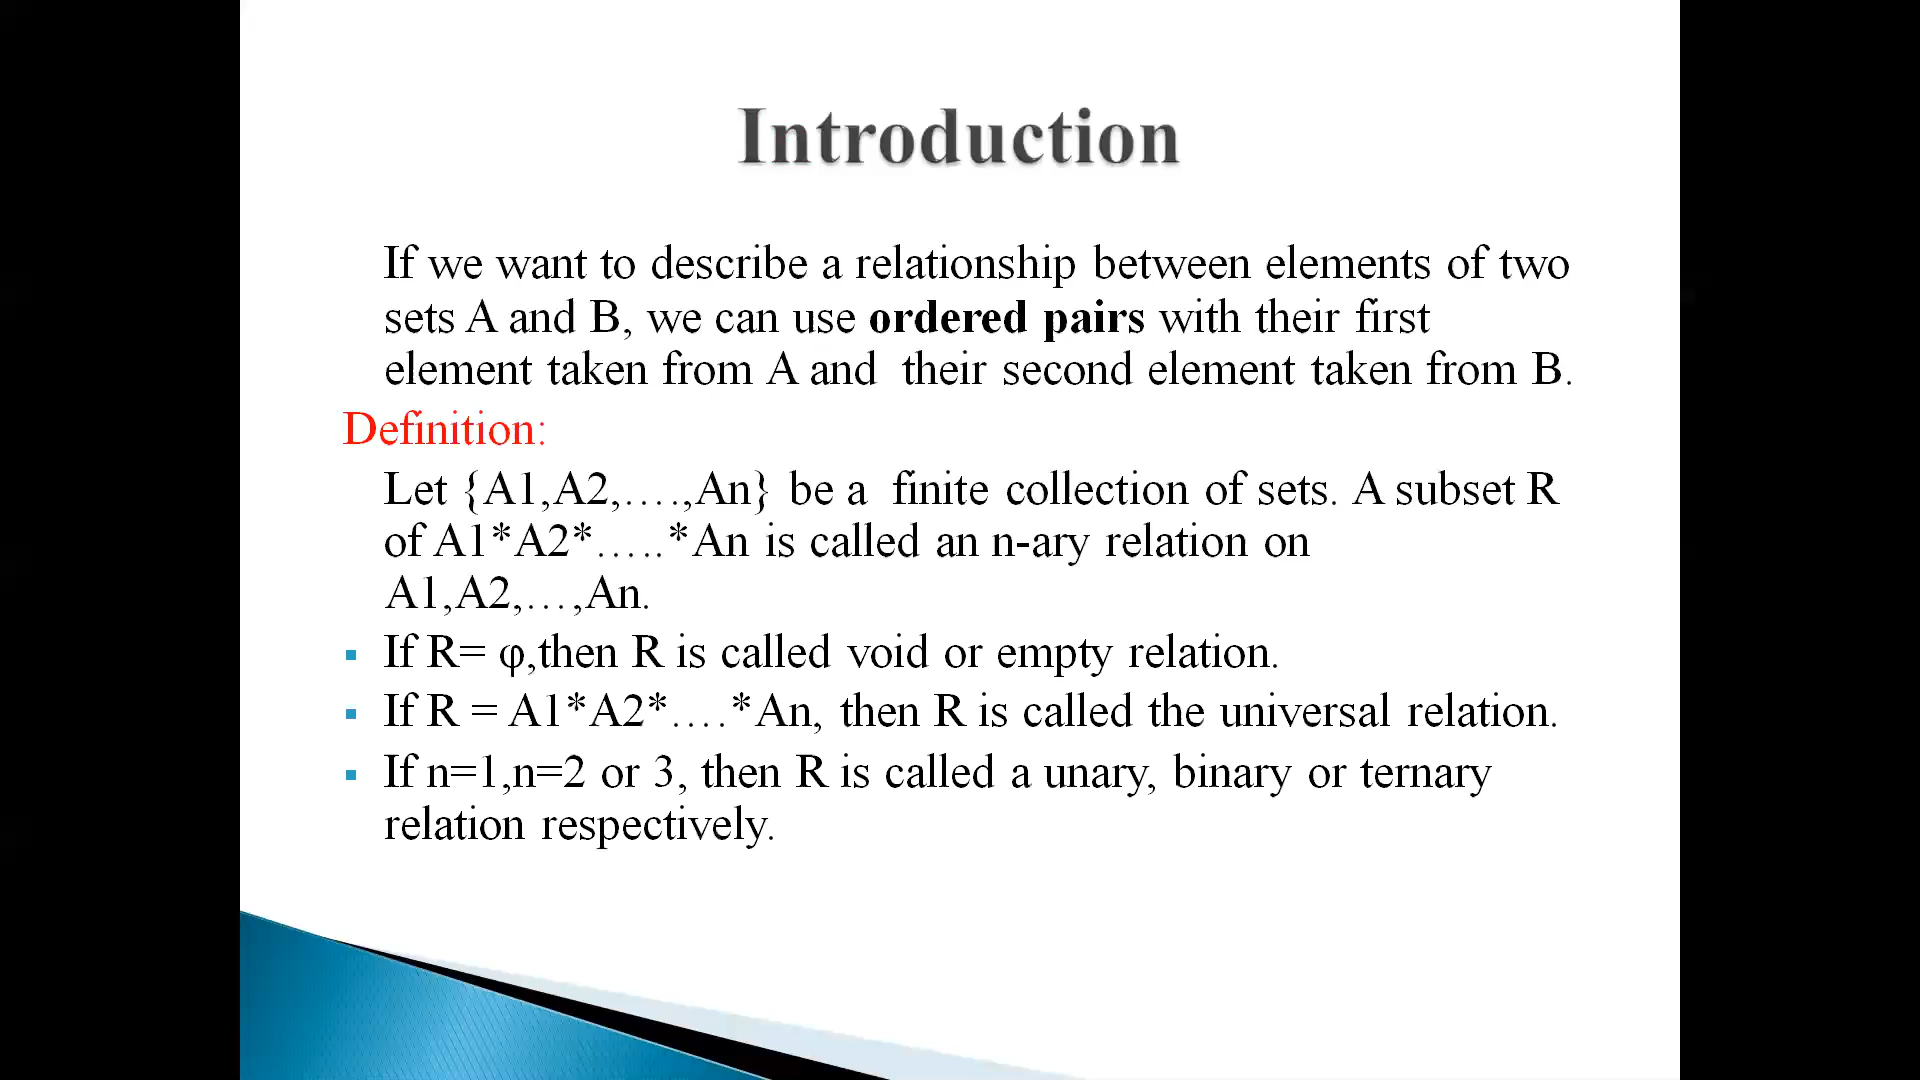 Introduction
If we want to describe a relationship between elements of two
sets A and B, we can use ordered pairs with their first
element taken from A and their second element taken from B.
Definition:
Let {A1,A2,….,An} be a finite collection of sets. A subset R
of A1*A2*…..*An is called an n-ary relation on
A1,A2,…,An.
▪ If R= φ,then R is called void or empty relation.
▪ If R = A1*A2*….*An, then R is called the universal relation.
▪ If n=1,n=2 or 3, then R is called a unary, binary or ternary
relation respectively.